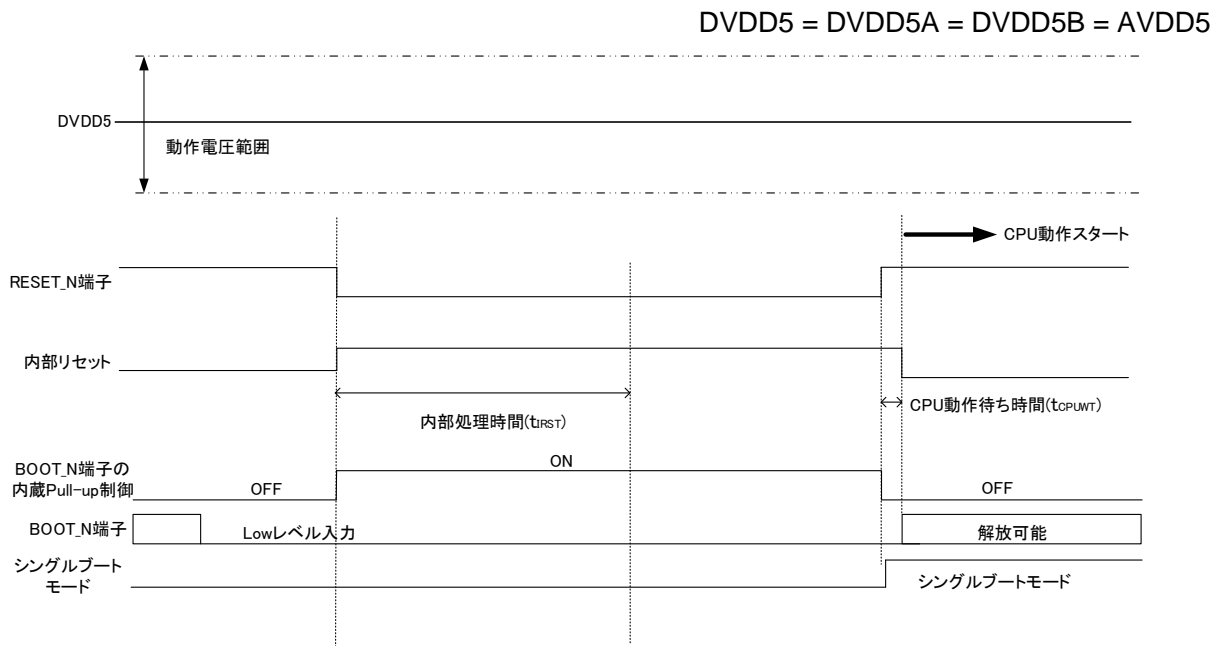 DVDD5 = DVDD5A = DVDD5B = AVDD5
DVDD5
動作電圧範囲
CPU動作スタート
RESET_N端子
内部リセット
内部処理時間(tIRST)
CPU動作待ち時間(tCPUWT)
BOOT_N端子の
内蔵Pull-up制御
OFF
ON
OFF
BOOT_N端子
Lowレベル入力
解放可能
シングルブート
モード
シングルブートモード